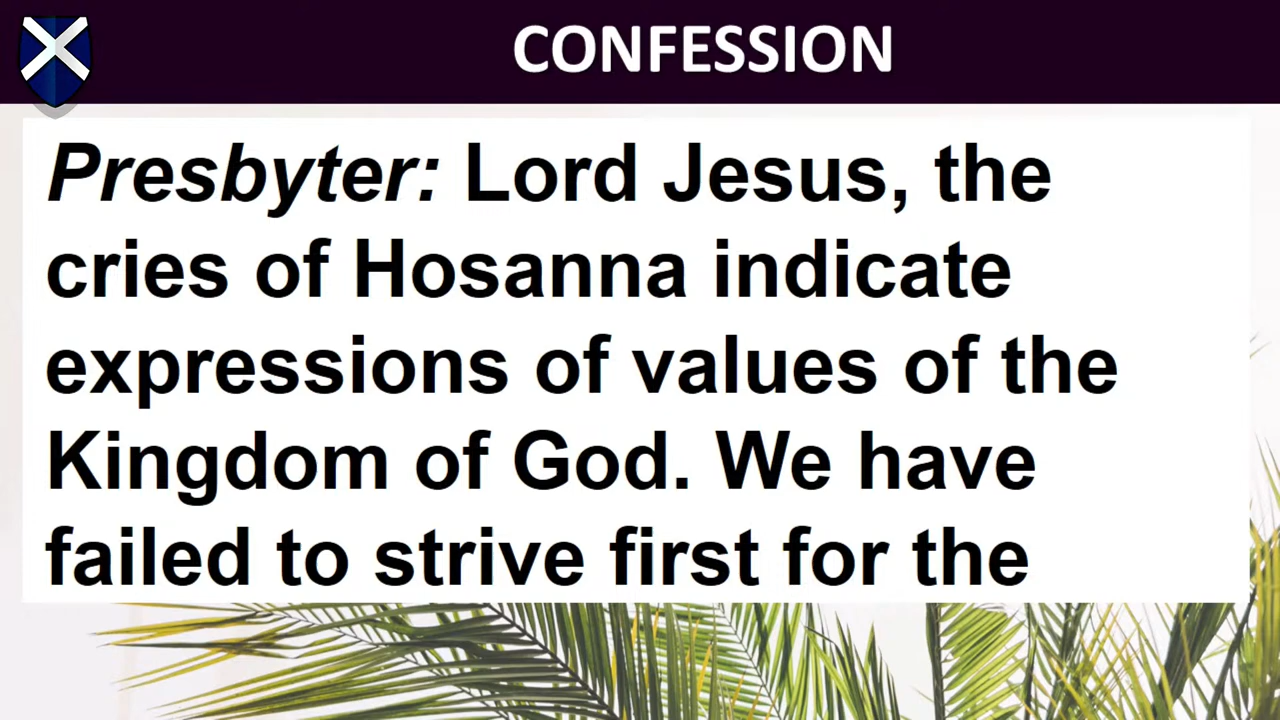 CONFESSION
Presbyter: Lord Jesus, the
cries of Hosanna indicate
expressions of values of the
Kingdom of God. We have
failed to strive first for the